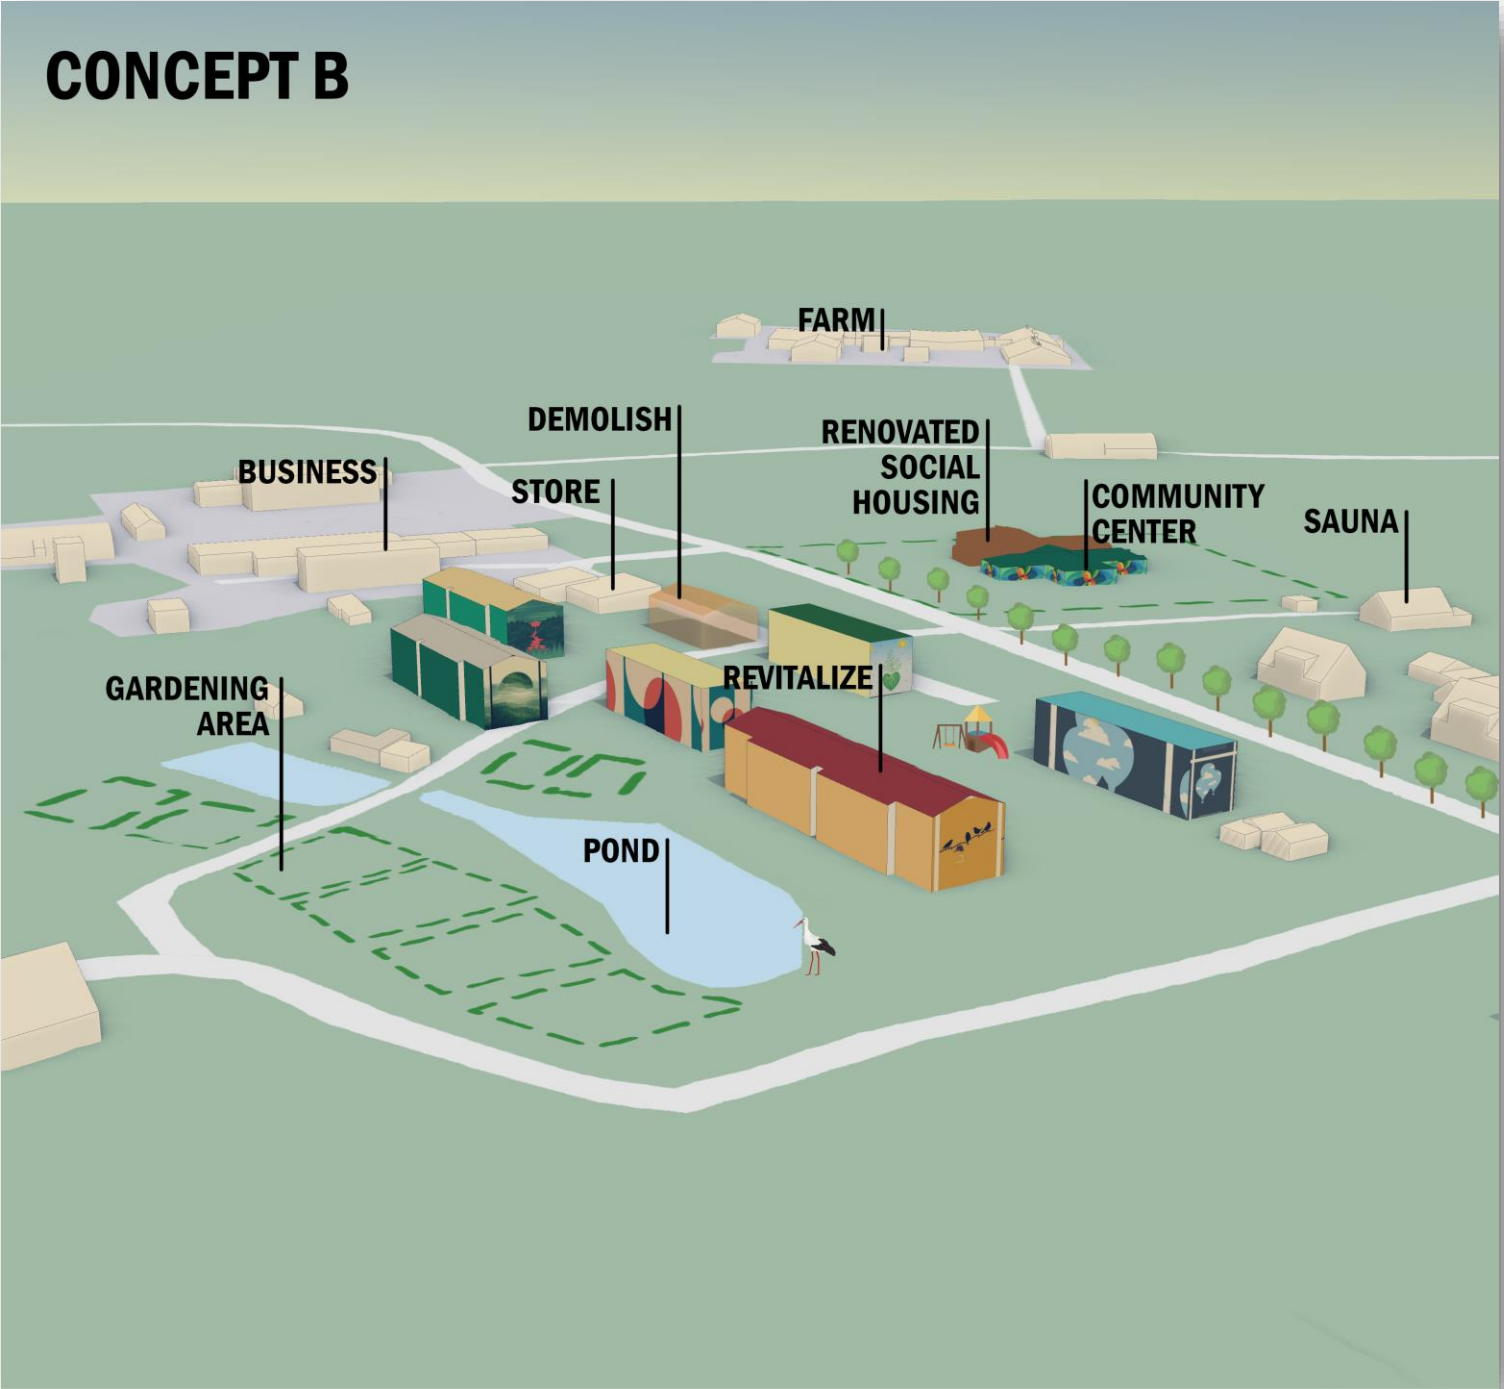 CONCEPT B
FARM
DEMOLISH
RENOVATED
SOCIAL
HOUSING
BUSINESS
STORE
COMMUNITY
CENTER
SAUNA
GARDENING
AREA
REVITALIZE
POND